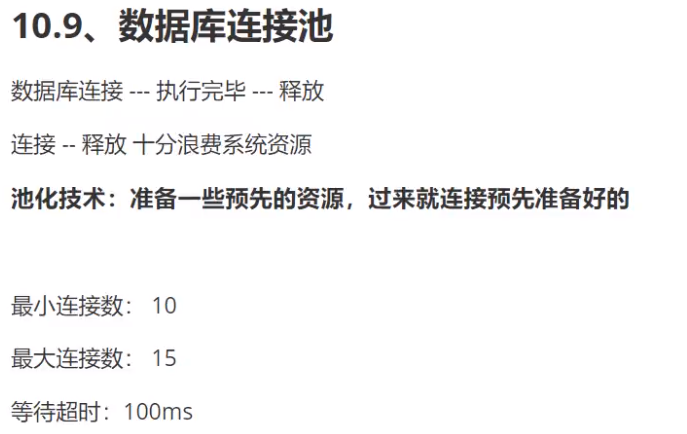 10.9、数据库连接池
数据库连接 --- 执行完毕 --- 释放
连接 -- 释放 十分浪费系统资源
池化技术：准备一些预先的资源，过来就连接预先准备好的
最小连接数： 10
最大连接数： 15
等待超时：100ms